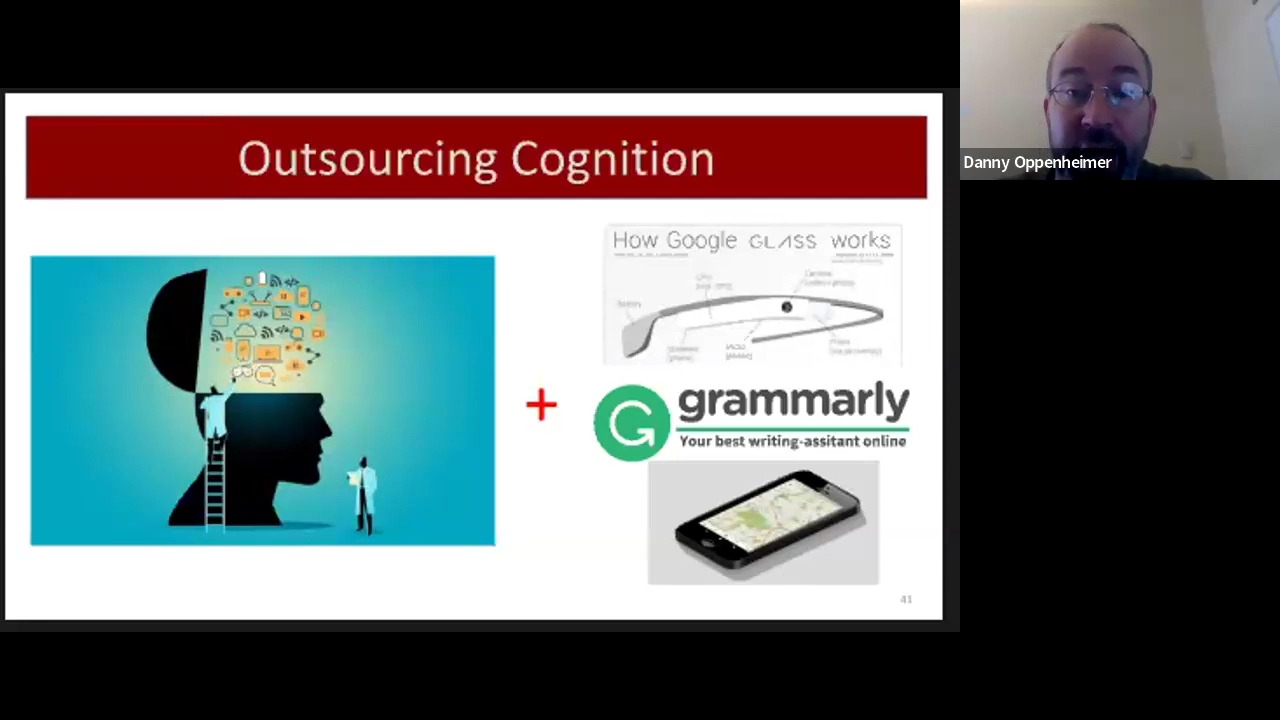 Outsourcing Cognition
How Google GLASS works
+
grammarly
Your best writing-assitant online
41
Danny Oppenheimer